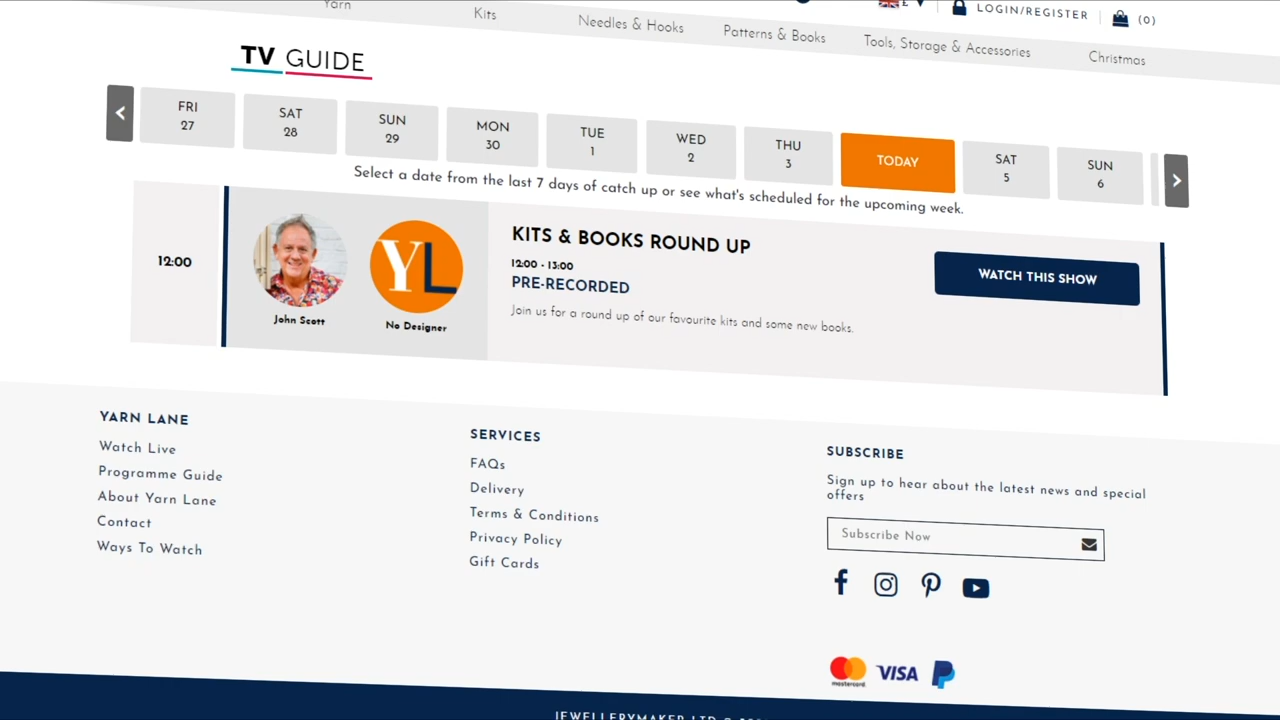 £
LOGIN/REGISTER
(0)
Yarn
Kits
Needles & Hooks
Patterns & Books
Tools, Storage & Accessories
Christmas
TV GUIDE
FRI
27
SAT
28
SUN
29
MON
30
TUE
1
WED
2
THU
3
TODAY
SAT
5
SUN
6
Select a date from the last 7 days of catch up or see what's scheduled for the upcoming week.
12:00
John Scott
YL
No Designer
KITS & BOOKS ROUND UP
12:00 - 13:00
PRE-RECORDED
Join us for a round up of our favourite kits and some new books.
WATCH THIS SHOW
YARN LANE
Watch Live
Programme Guide
About Yarn Lane
Contact
Ways To Watch
SERVICES
FAQs
Delivery
Terms & Conditions
Privacy Policy
Gift Cards
SUBSCRIBE
Sign up to hear about the latest news and special
offers
Subscribe Now
mastercard
VISA
JEWELLERYMAKER LTD ©